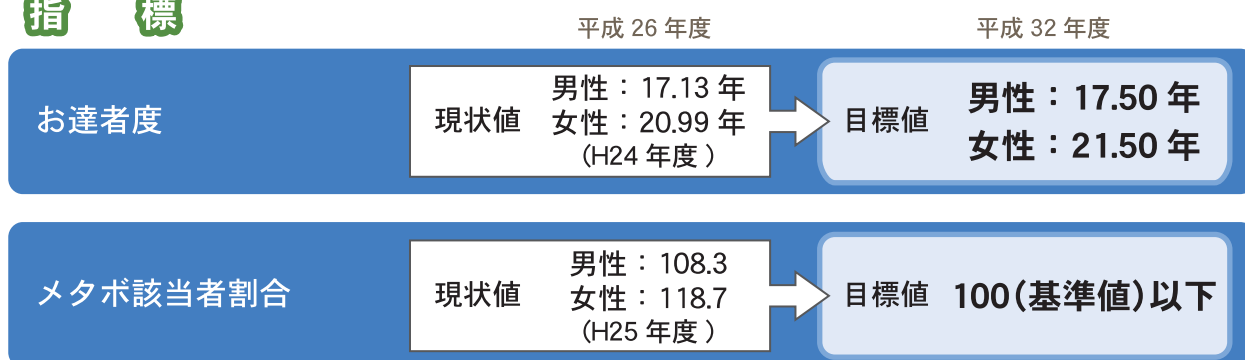 指 標
平成 26 年度
平成 32 年度
お達者度
現状値
男性：17.13 年
女性：20.99 年
(H24 年度 )
目標値
男性：17.50 年
女性：21.50 年
メタボ該当者割合
現状値
男性：108.3
女性：118.7
(H25 年度 )
目標値
100(基準値)以下